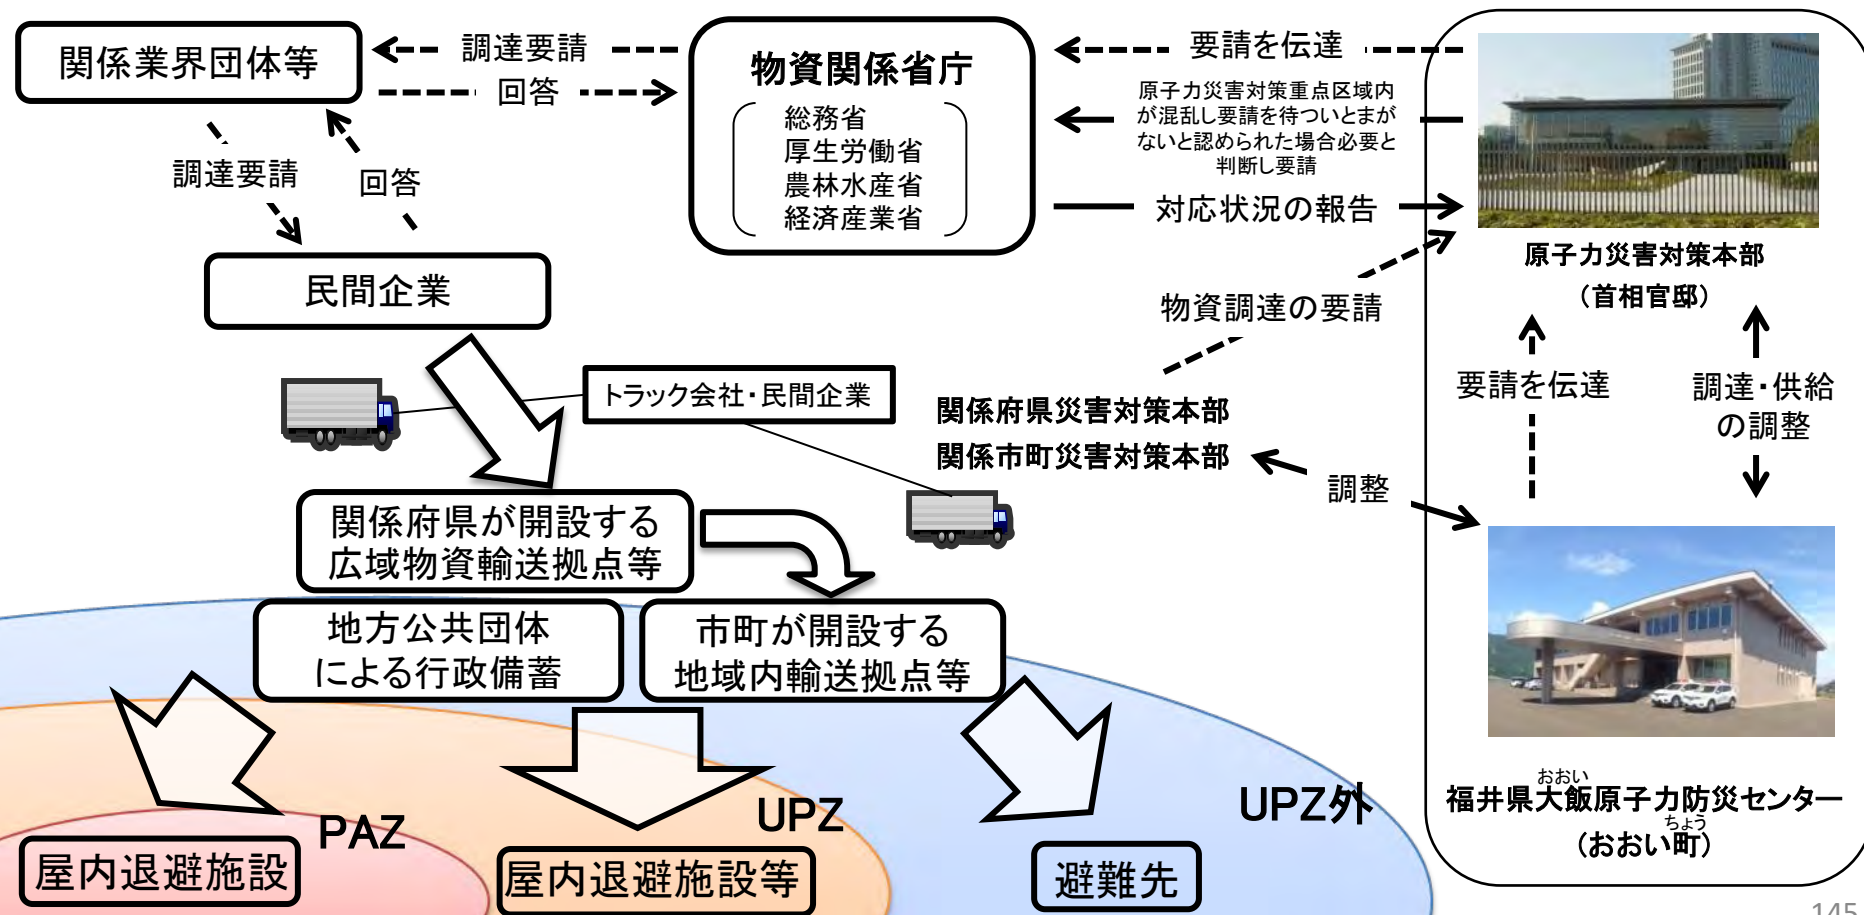 関係業界団体等
調達要請
回答
物資関係省庁
総務省
厚生労働省
農林水産省
経済産業省
要請を伝達
原子力災害対策重点区域内
が混乱し要請を待ついとまが
ないと認められた場合必要と
判断し要請
対応状況の報告
原子力災害対策本部
（首相官邸）
調達要請
回答
民間企業
物資調達の要請
トラック会社・民間企業
関係府県災害対策本部
関係市町災害対策本部
要請を伝達
調達・供給
の調整
調整
関係府県が開設する
広域物資輸送拠点等
地方公共団体
による行政備蓄
市町が開設する
地域内輸送拠点等
おおい
福井県大飯原子力防災センター
ちょう
（おおい町）
PAZ
UPZ
UPZ外
屋内退避施設
屋内退避施設等
避難先
145